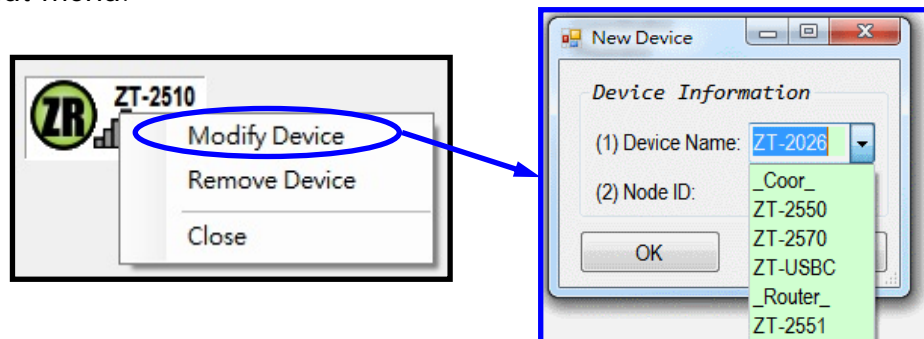 ZR
ZT-2510
Modify Device
Remove Device
Close
New Device
Device Information
(1) Device Name:
ZT-2026
(2) Node ID:
_Coor_
ZT-2550
ZT-2570
ZT-USBC
_Router_
ZT-2551
OK